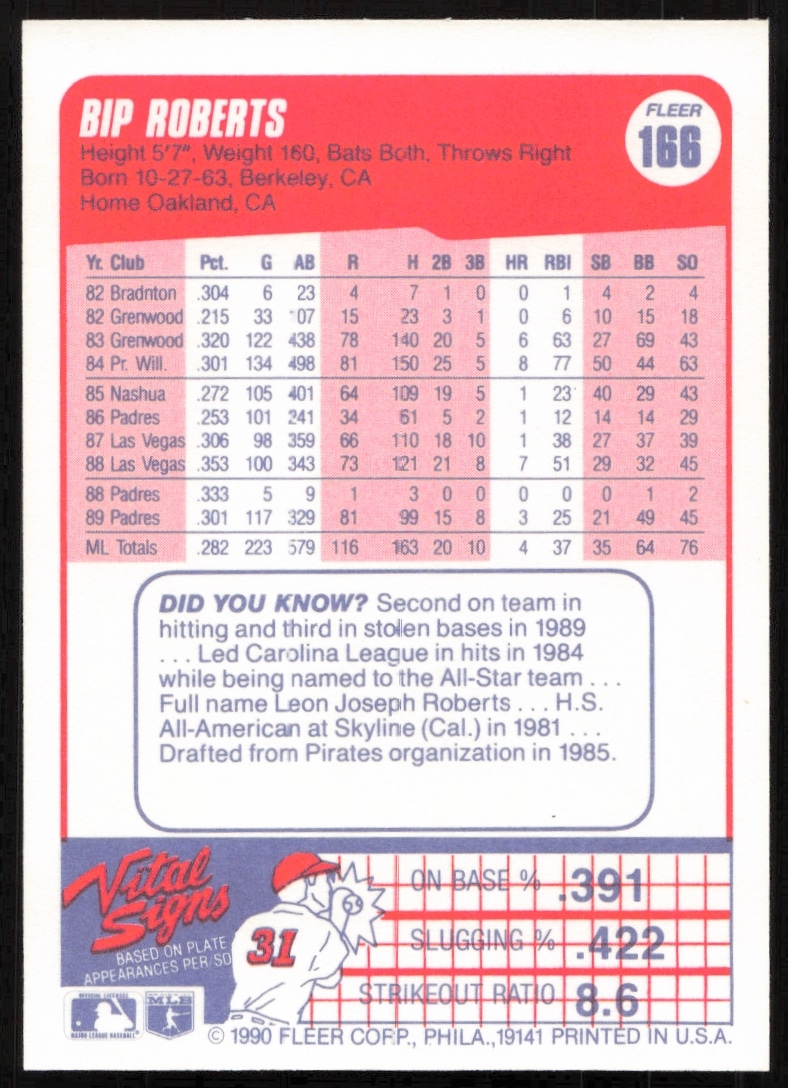 BIP ROBERTS
FLEER
166
Height 5'7", Weight 160, Bats Both, Throws Right
Born 10-27-63, Berkeley, CA
Home Oakland, CA
Yr. Club Pct. G AB R H 2B 3B HR RBI SB BB SO
82 Bradnton .304 6 23 4 7 1 0 0 1 4 2 4
82 Grenwood .215 33 107 15 23 3 1 0 6 10 15 18
83 Grenwood .320 122 438 78 140 20 5 6 63 27 69 43
84 Pr. Will. .301 134 498 81 150 25 5 8 77 50 44 63
85 Nashua .272 105 401 64 109 19 5 1 23 40 29 43
86 Padres .253 101 241 34 61 5 2 1 12 14 14 29
87 Las Vegas .306 98 359 66 110 18 10 1 38 27 37 39
88 Las Vegas .353 100 343 73 121 21 8 7 51 29 32 45
88 Padres .333 5 9 1 3 0 0 0 0 0 1 2
89 Padres .301 117 329 81 99 15 8 3 25 21 49 45
ML Totals .282 223 579 116 163 20 10 4 37 35 64 76
DID YOU KNOW? Second on team in
hitting and third in stolen bases in 1989
. . . Led Carolina League in hits in 1984
while being named to the All-Star team . . .
Full name Leon Joseph Roberts . . . H.S.
All-American at Skyline (Cal.) in 1981 . . .
Drafted from Pirates organization in 1985.
Vital
Signs
BASED ON PLATE
APPEARANCES PER/SO
31
ON BASE % .391
SLUGGING % .422
STRIKEOUT RATIO 8.6
OFFICIAL LICENSEE
MAJOR LEAGUE BASEBALL
MLB
© 1990 FLEER CORP., PHILA.,19141 PRINTED IN U.S.A.